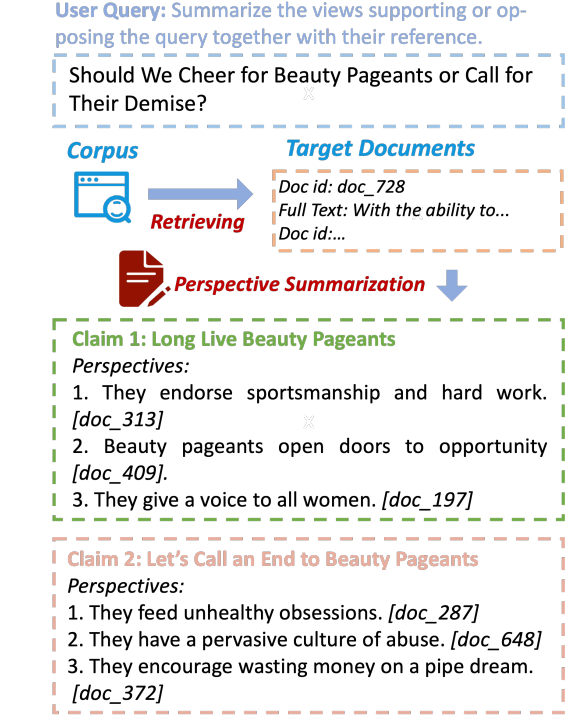 User Query: Summarize the views supporting or op-
posing the query together with their reference.
Should We Cheer for Beauty Pageants or Call for
Their Demise?
Corpus
Target Documents
Retrieving
Doc id: doc_728
Full Text: With the ability to...
Doc id:...
Perspective Summarization
Claim 1: Long Live Beauty Pageants
Perspectives:
1. They endorse sportsmanship and hard work.
[doc_313]
2. Beauty pageants open doors to opportunity
[doc_409].
3. They give a voice to all women. [doc_197]
Claim 2: Let's Call an End to Beauty Pageants
Perspectives:
1. They feed unhealthy obsessions. [doc_287]
2. They have a pervasive culture of abuse. [doc_648]
3. They encourage wasting money on a pipe dream.
[doc_372]